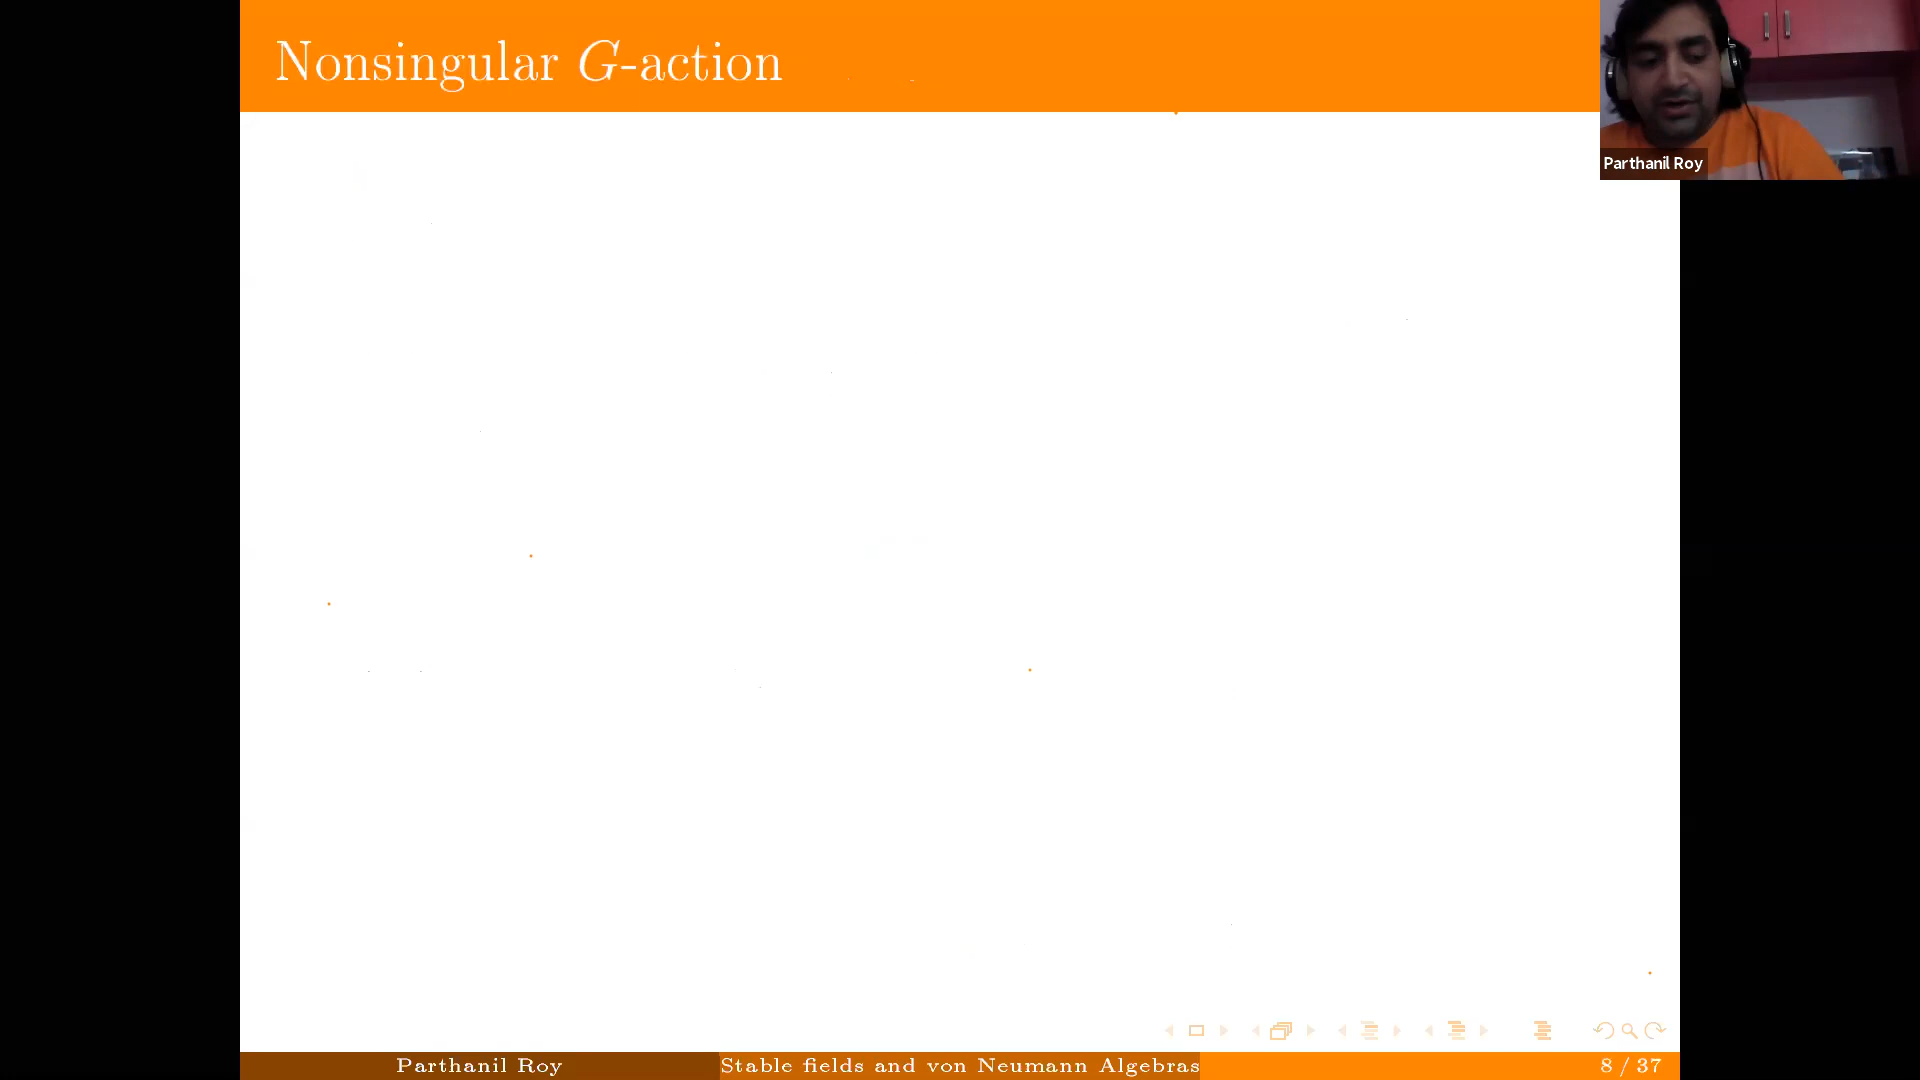 Nonsingular G-action
Parthanil Roy
Parthanil Roy
Stable fields and von Neumann Algebras
8 / 37